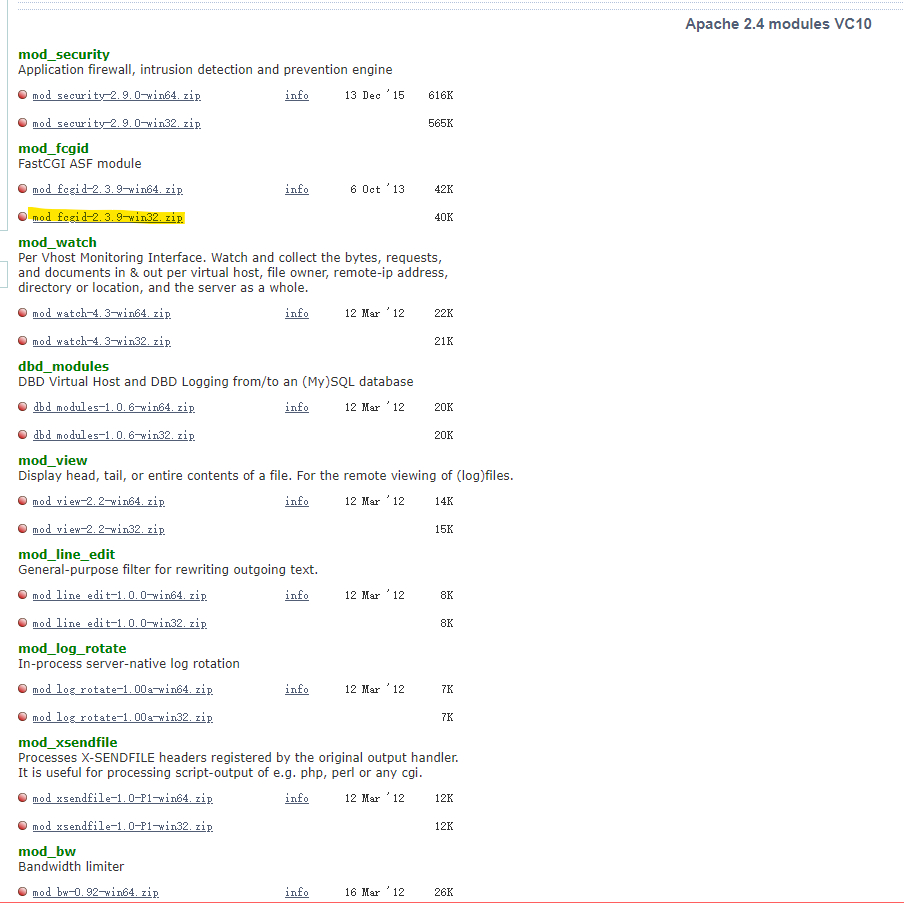 Apache 2.4 modules VC10
mod_security
Application firewall, intrusion detection and prevention engine
mod_security-2.9.0-win64.zip info 13 Dec '15 616K
mod_security-2.9.0-win32.zip 565K
mod_fcgid
FastCGI ASF module
mod_fcgid-2.3.9-win64.zip info 6 Oct '13 42K
mod_fcgid-2.3.9-win32.zip 40K
mod_watch
Per Vhost Monitoring Interface. Watch and collect the bytes, requests,
and documents in & out per virtual host, file owner, remote-ip address,
directory or location, and the server as a whole.
mod_watch-4.3-win64.zip info 12 Mar '12 22K
mod_watch-4.3-win32.zip 21K
dbd_modules
DBD Virtual Host and DBD Logging from/to an (My)SQL database
dbd_modules-1.0.6-win64.zip info 12 Mar '12 20K
dbd_modules-1.0.6-win32.zip 20K
mod_view
Display head, tail, or entire contents of a file. For the remote viewing of (log)files.
mod_view-2.2-win64.zip info 12 Mar '12 14K
mod_view-2.2-win32.zip 15K
mod_line_edit
General-purpose filter for rewriting outgoing text.
mod_line_edit-1.0.0-win64.zip info 12 Mar '12 8K
mod_line_edit-1.0.0-win32.zip 8K
mod_log_rotate
In-process server-native log rotation
mod_log_rotate-1.00a-win64.zip info 12 Mar '12 7K
mod_log_rotate-1.00a-win32.zip 7K
mod_xsendfile
Processes X-SENDFILE headers registered by the original output handler.
It is useful for processing script-output of e.g. php, perl or any cgi.
mod_xsendfile-1.0-P1-win64.zip info 12 Mar '12 12K
mod_xsendfile-1.0-P1-win32.zip 12K
mod_bw
Bandwidth limiter
mod_bw-0.92-win64.zip info 16 Mar '12 26K